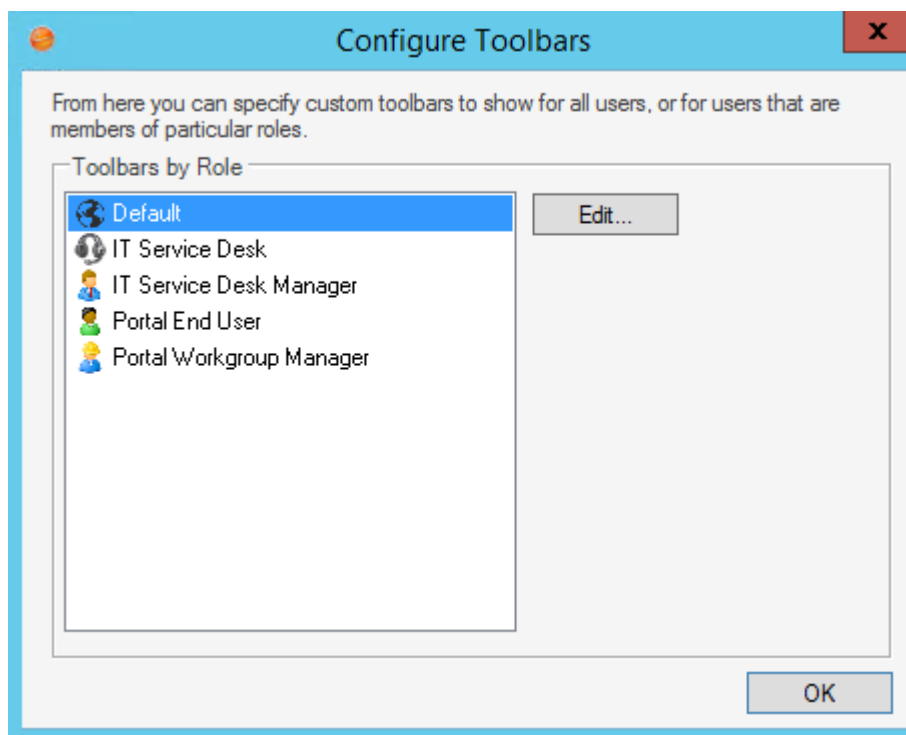 Configure Toolbars
x
From here you can specify custom toolbars to show for all users, or for users that are
members of particular roles.
Toolbars by Role
Default
Edit...
IT Service Desk
IT Service Desk Manager
Portal End User
Portal Workgroup Manager
OK